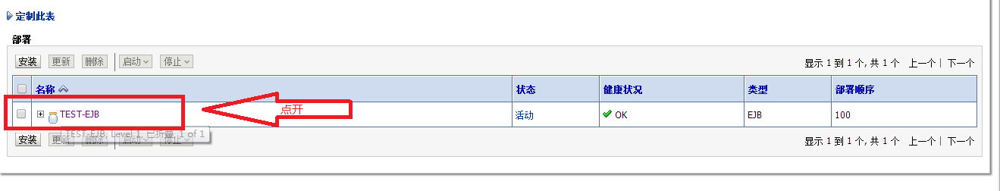 定制此表
部署
安装 更新 删除 启动 停止 显示 1 到 1 个, 共 1 个 上一个 | 下一个
名称 状态 健康状况 类型 部署顺序
TEST-EJB 点开 活动 OK EJB 100
TEST-EJB, Level 1, 已折叠, 1 of 1
安装 更新 删除 启动 停止 显示 1 到 1 个, 共 1 个 上一个 | 下一个